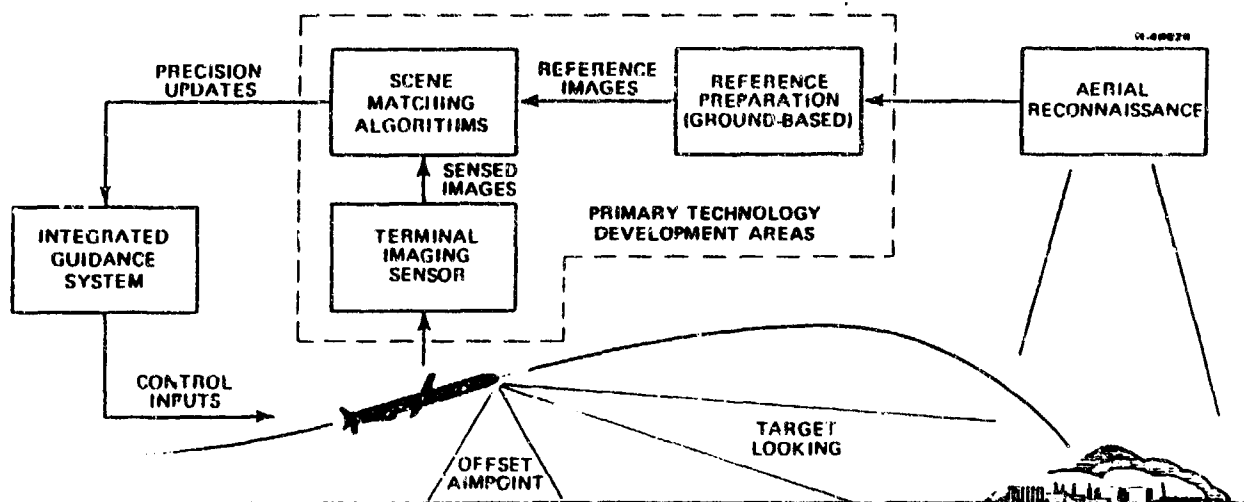 PRECISION
UPDATES
SCENE
MATCHING
ALGORITHMS
REFERENCE
IMAGES
REFERENCE
PREPARATION
(GROUND-BASED)
AERIAL
RECONNAISSANCE
SENSED
IMAGES
INTEGRATED
GUIDANCE
SYSTEM
TERMINAL
IMAGING
SENSOR
PRIMARY TECHNOLOGY
DEVELOPMENT AREAS
CONTROL
INPUTS
TARGET
LOOKING
OFFSET
AIMPOINT